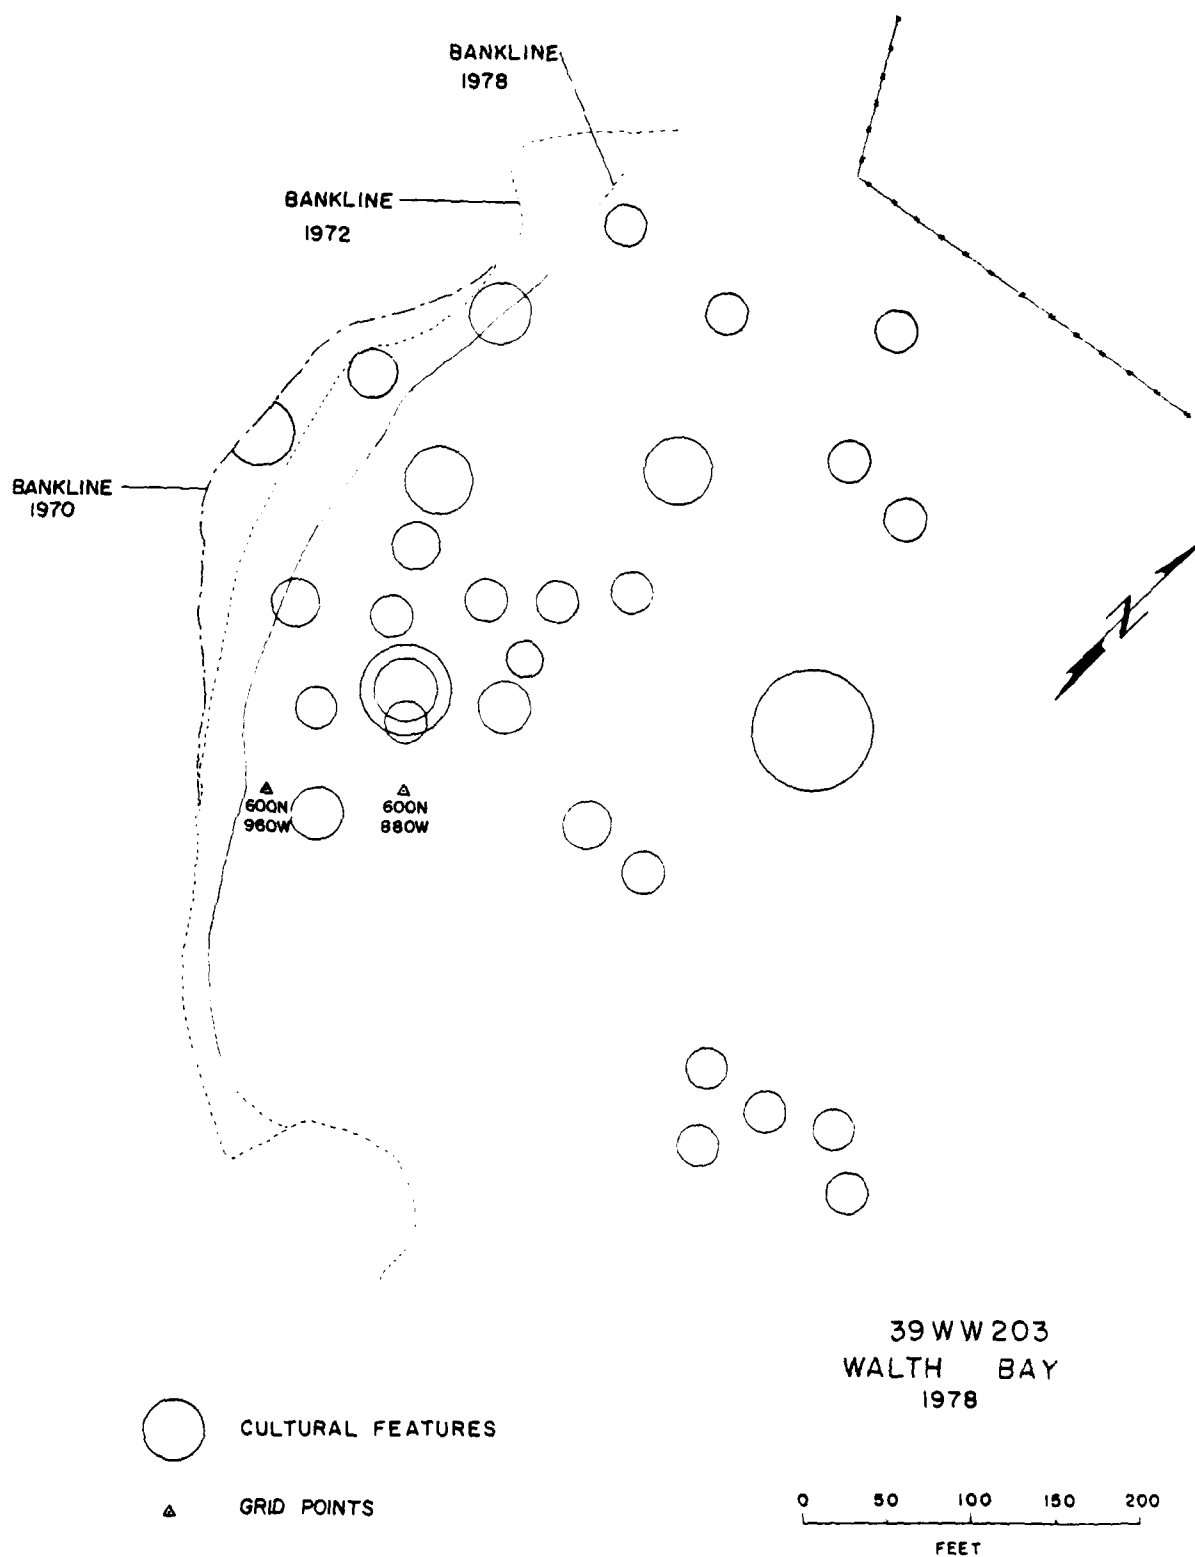 BANKLINE
1978
BANKLINE
1972
BANKLINE
1970
N
600N
960W
600N
880W
39WW203
WALTH BAY
1978
CULTURAL FEATURES
GRID POINTS
0 50 100 150 200
FEET